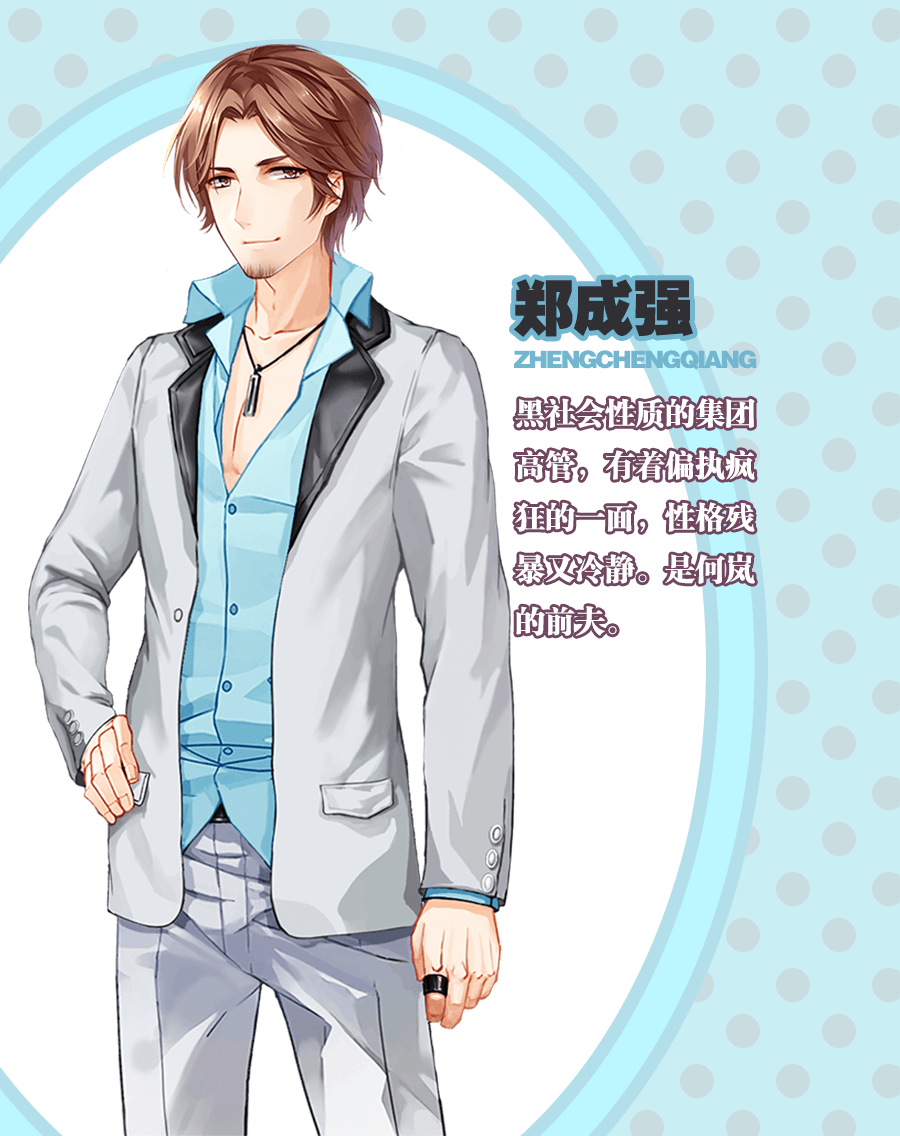 郑成强
ZHENGCHENGQIANG
黑社会性质的集团
高管，有着偏执疯
狂的一面，性格残
暴又冷静。是何岚
的前夫。